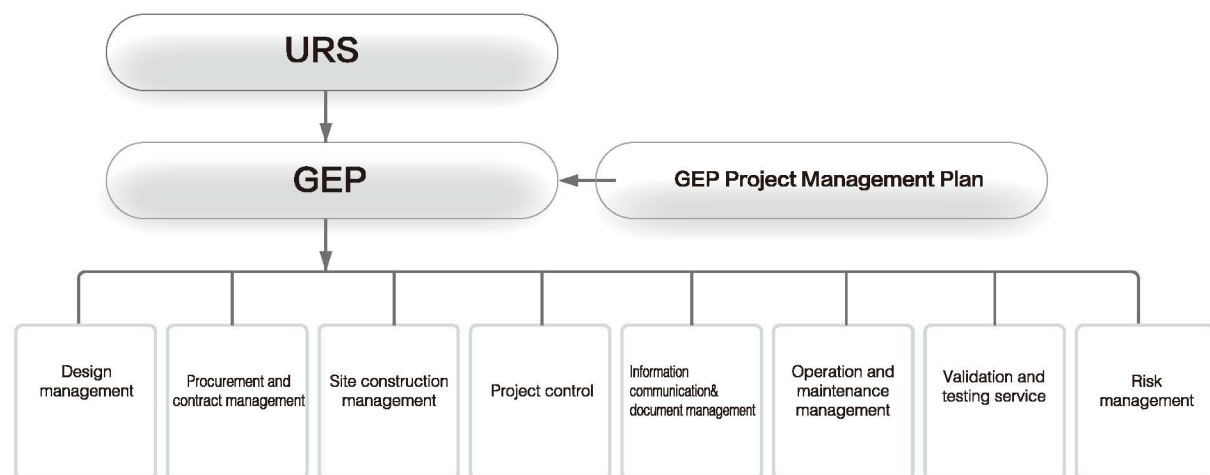 URS
GEP
GEP Project Management Plan
Design
management
Procurement and
contract management
Site construction
management
Project control
Information
communication&
document management
Operation and
maintenance
management
Validation and
testing service
Risk
management